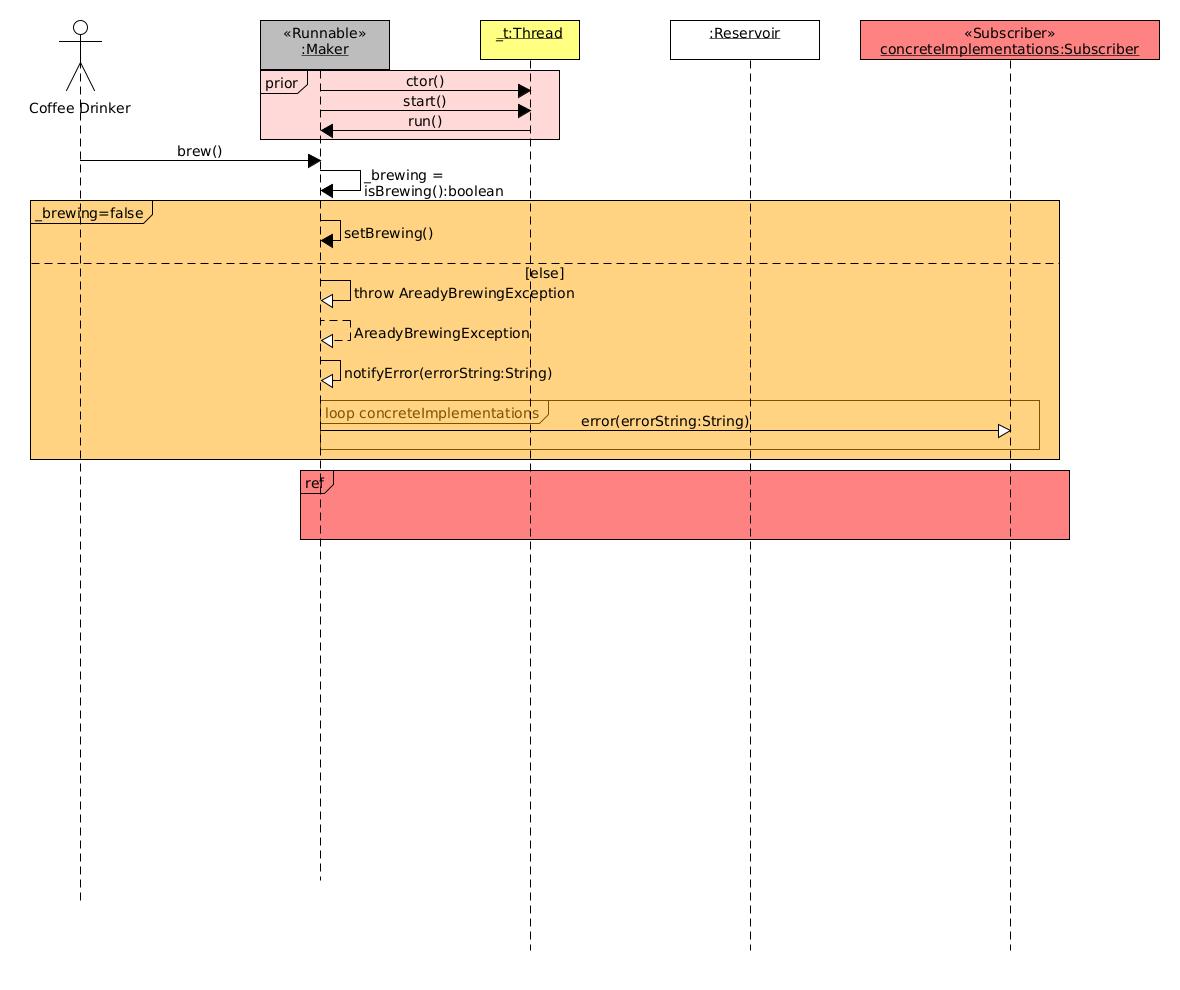 «Runnable»
:Maker
_t:Thread
:Reservoir
«Subscriber»
concreteImplementations:Subscriber
Coffee Drinker
prior
ctor()
start()
run()
brew()
_brewing =
isBrewing():boolean
_brewing=false
setBrewing()
[else]
throw AreadyBrewingException
AreadyBrewingException
notifyError(errorString:String)
loop concreteImplementations
error(errorString:String)
ref